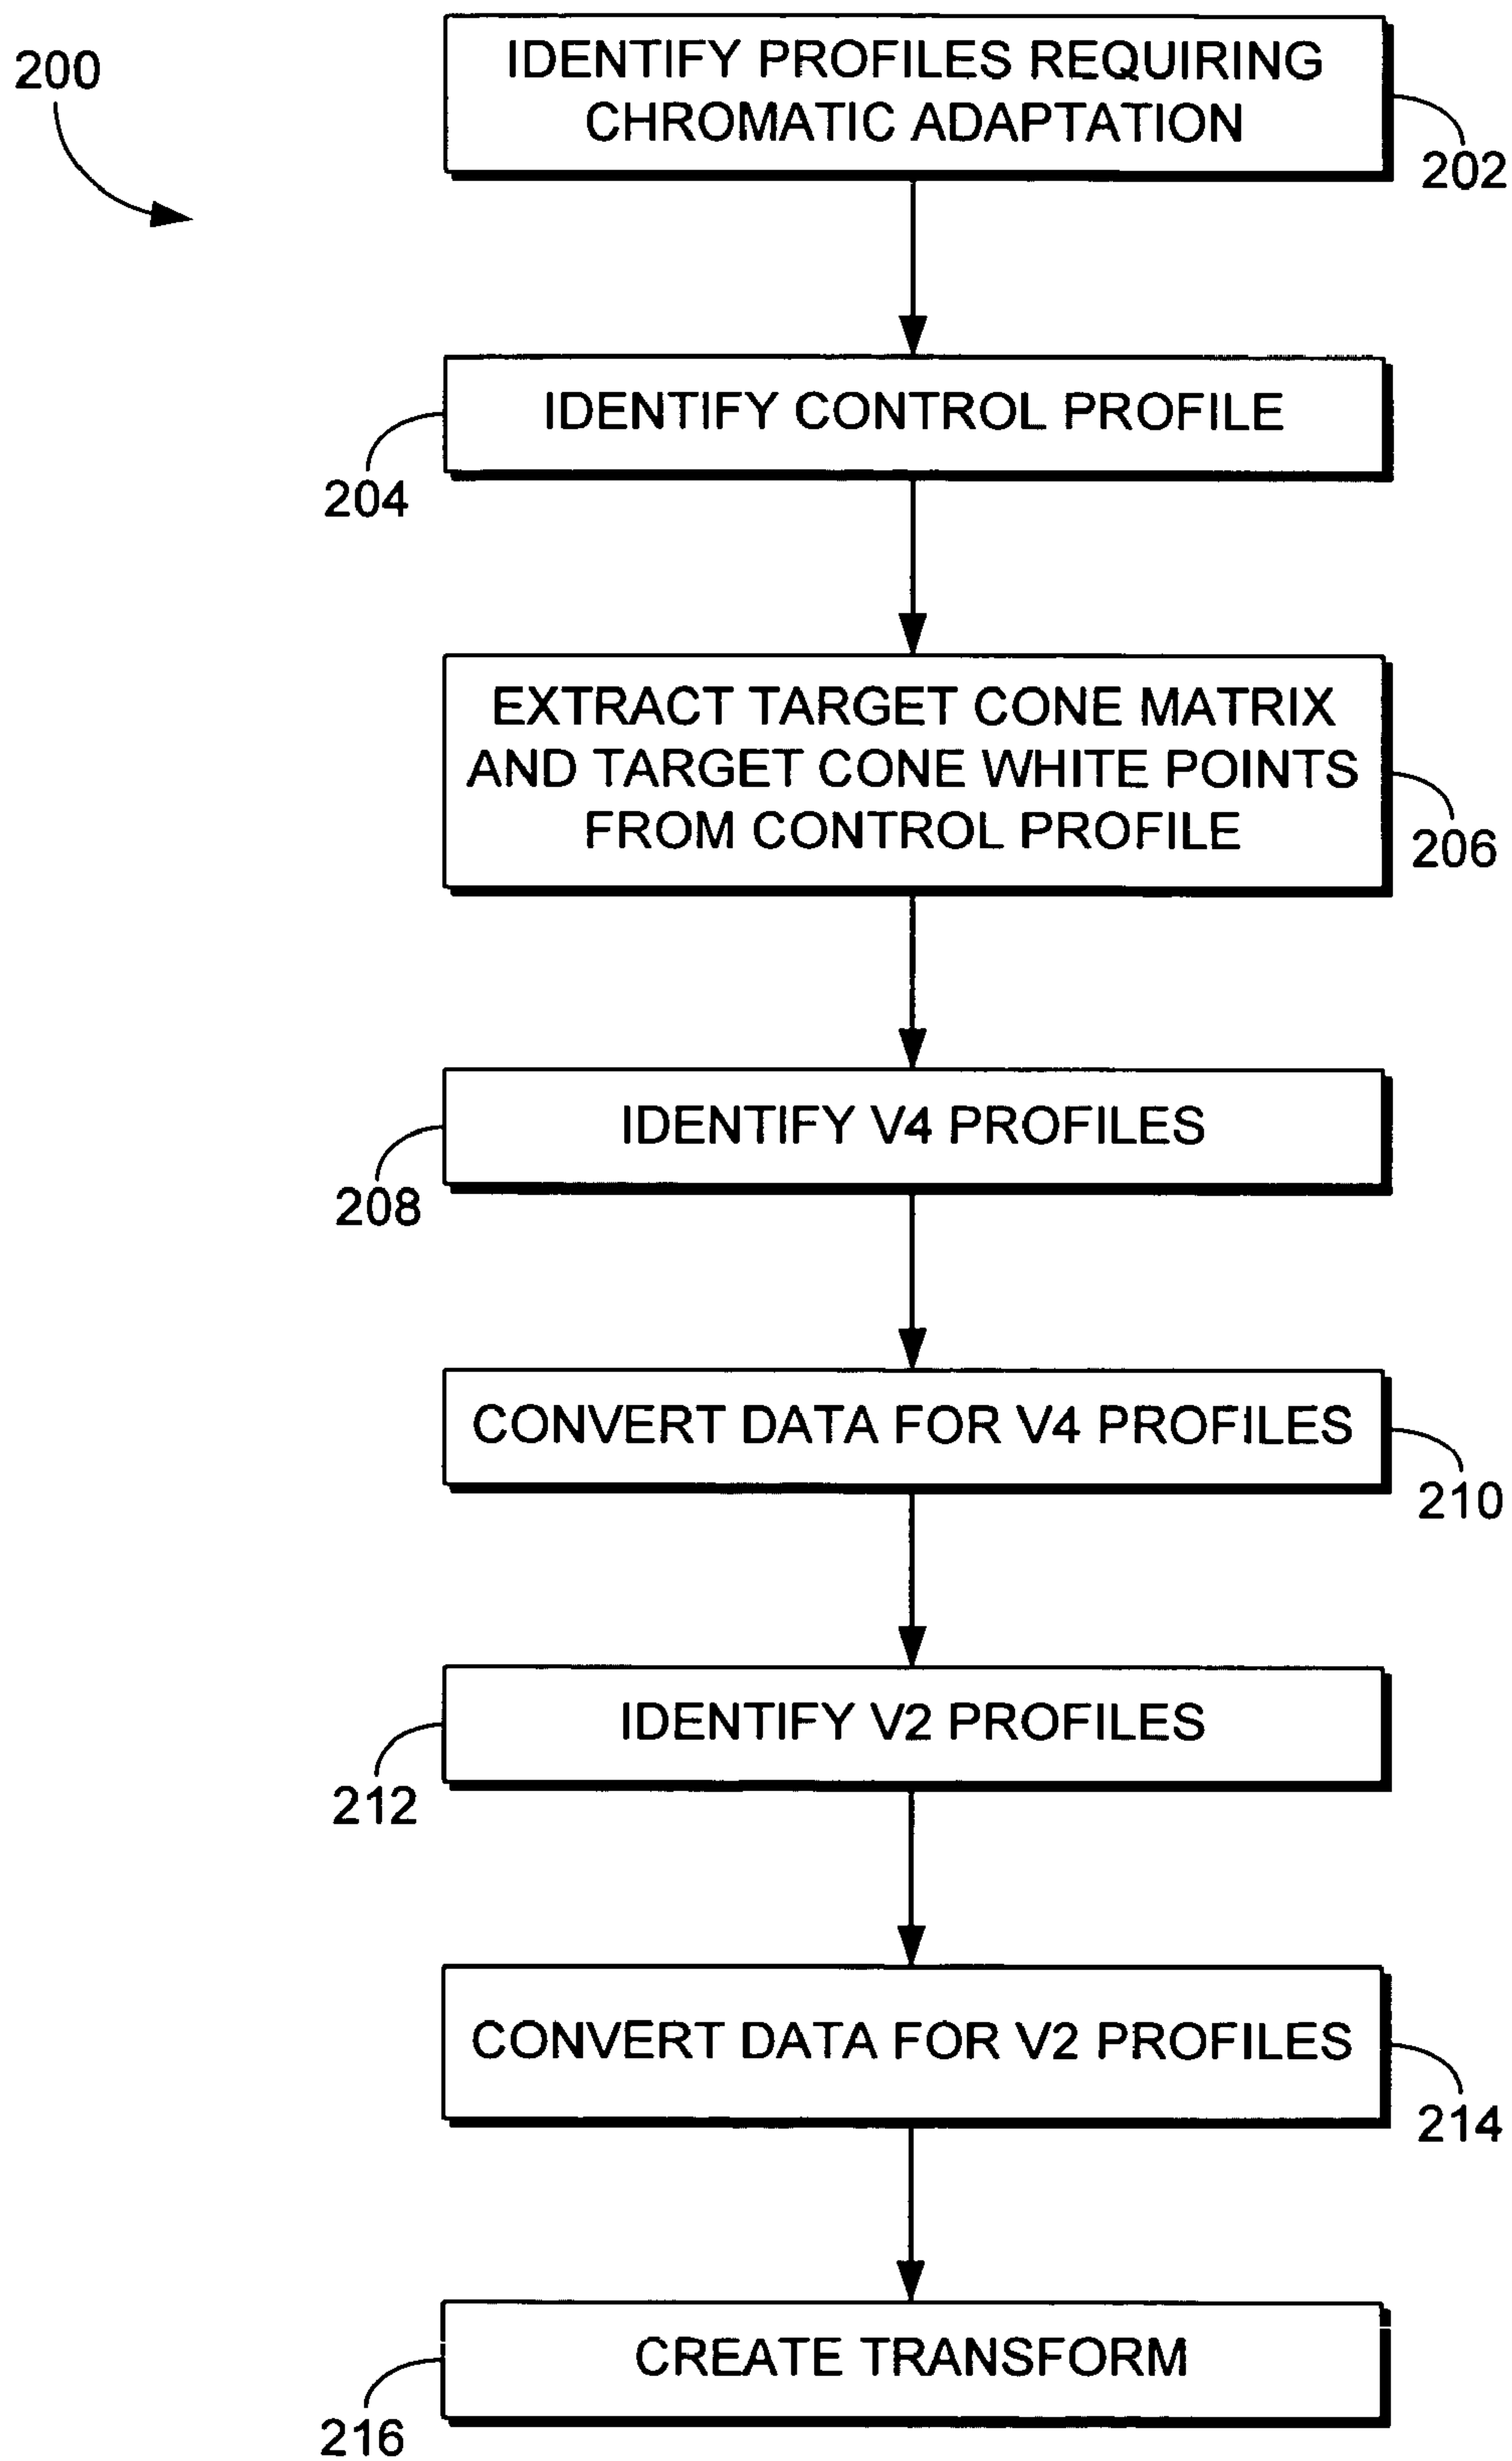 200
IDENTIFY PROFILES REQUIRING
CHROMATIC ADAPTATION
202
IDENTIFY CONTROL PROFILE
204
EXTRACT TARGET CONE MATRIX
AND TARGET CONE WHITE POINTS
FROM CONTROL PROFILE
206
IDENTIFY V4 PROFILES
208
CONVERT DATA FOR V4 PROFILES
210
IDENTIFY V2 PROFILES
212
CONVERT DATA FOR V2 PROFILES
214
CREATE TRANSFORM
216